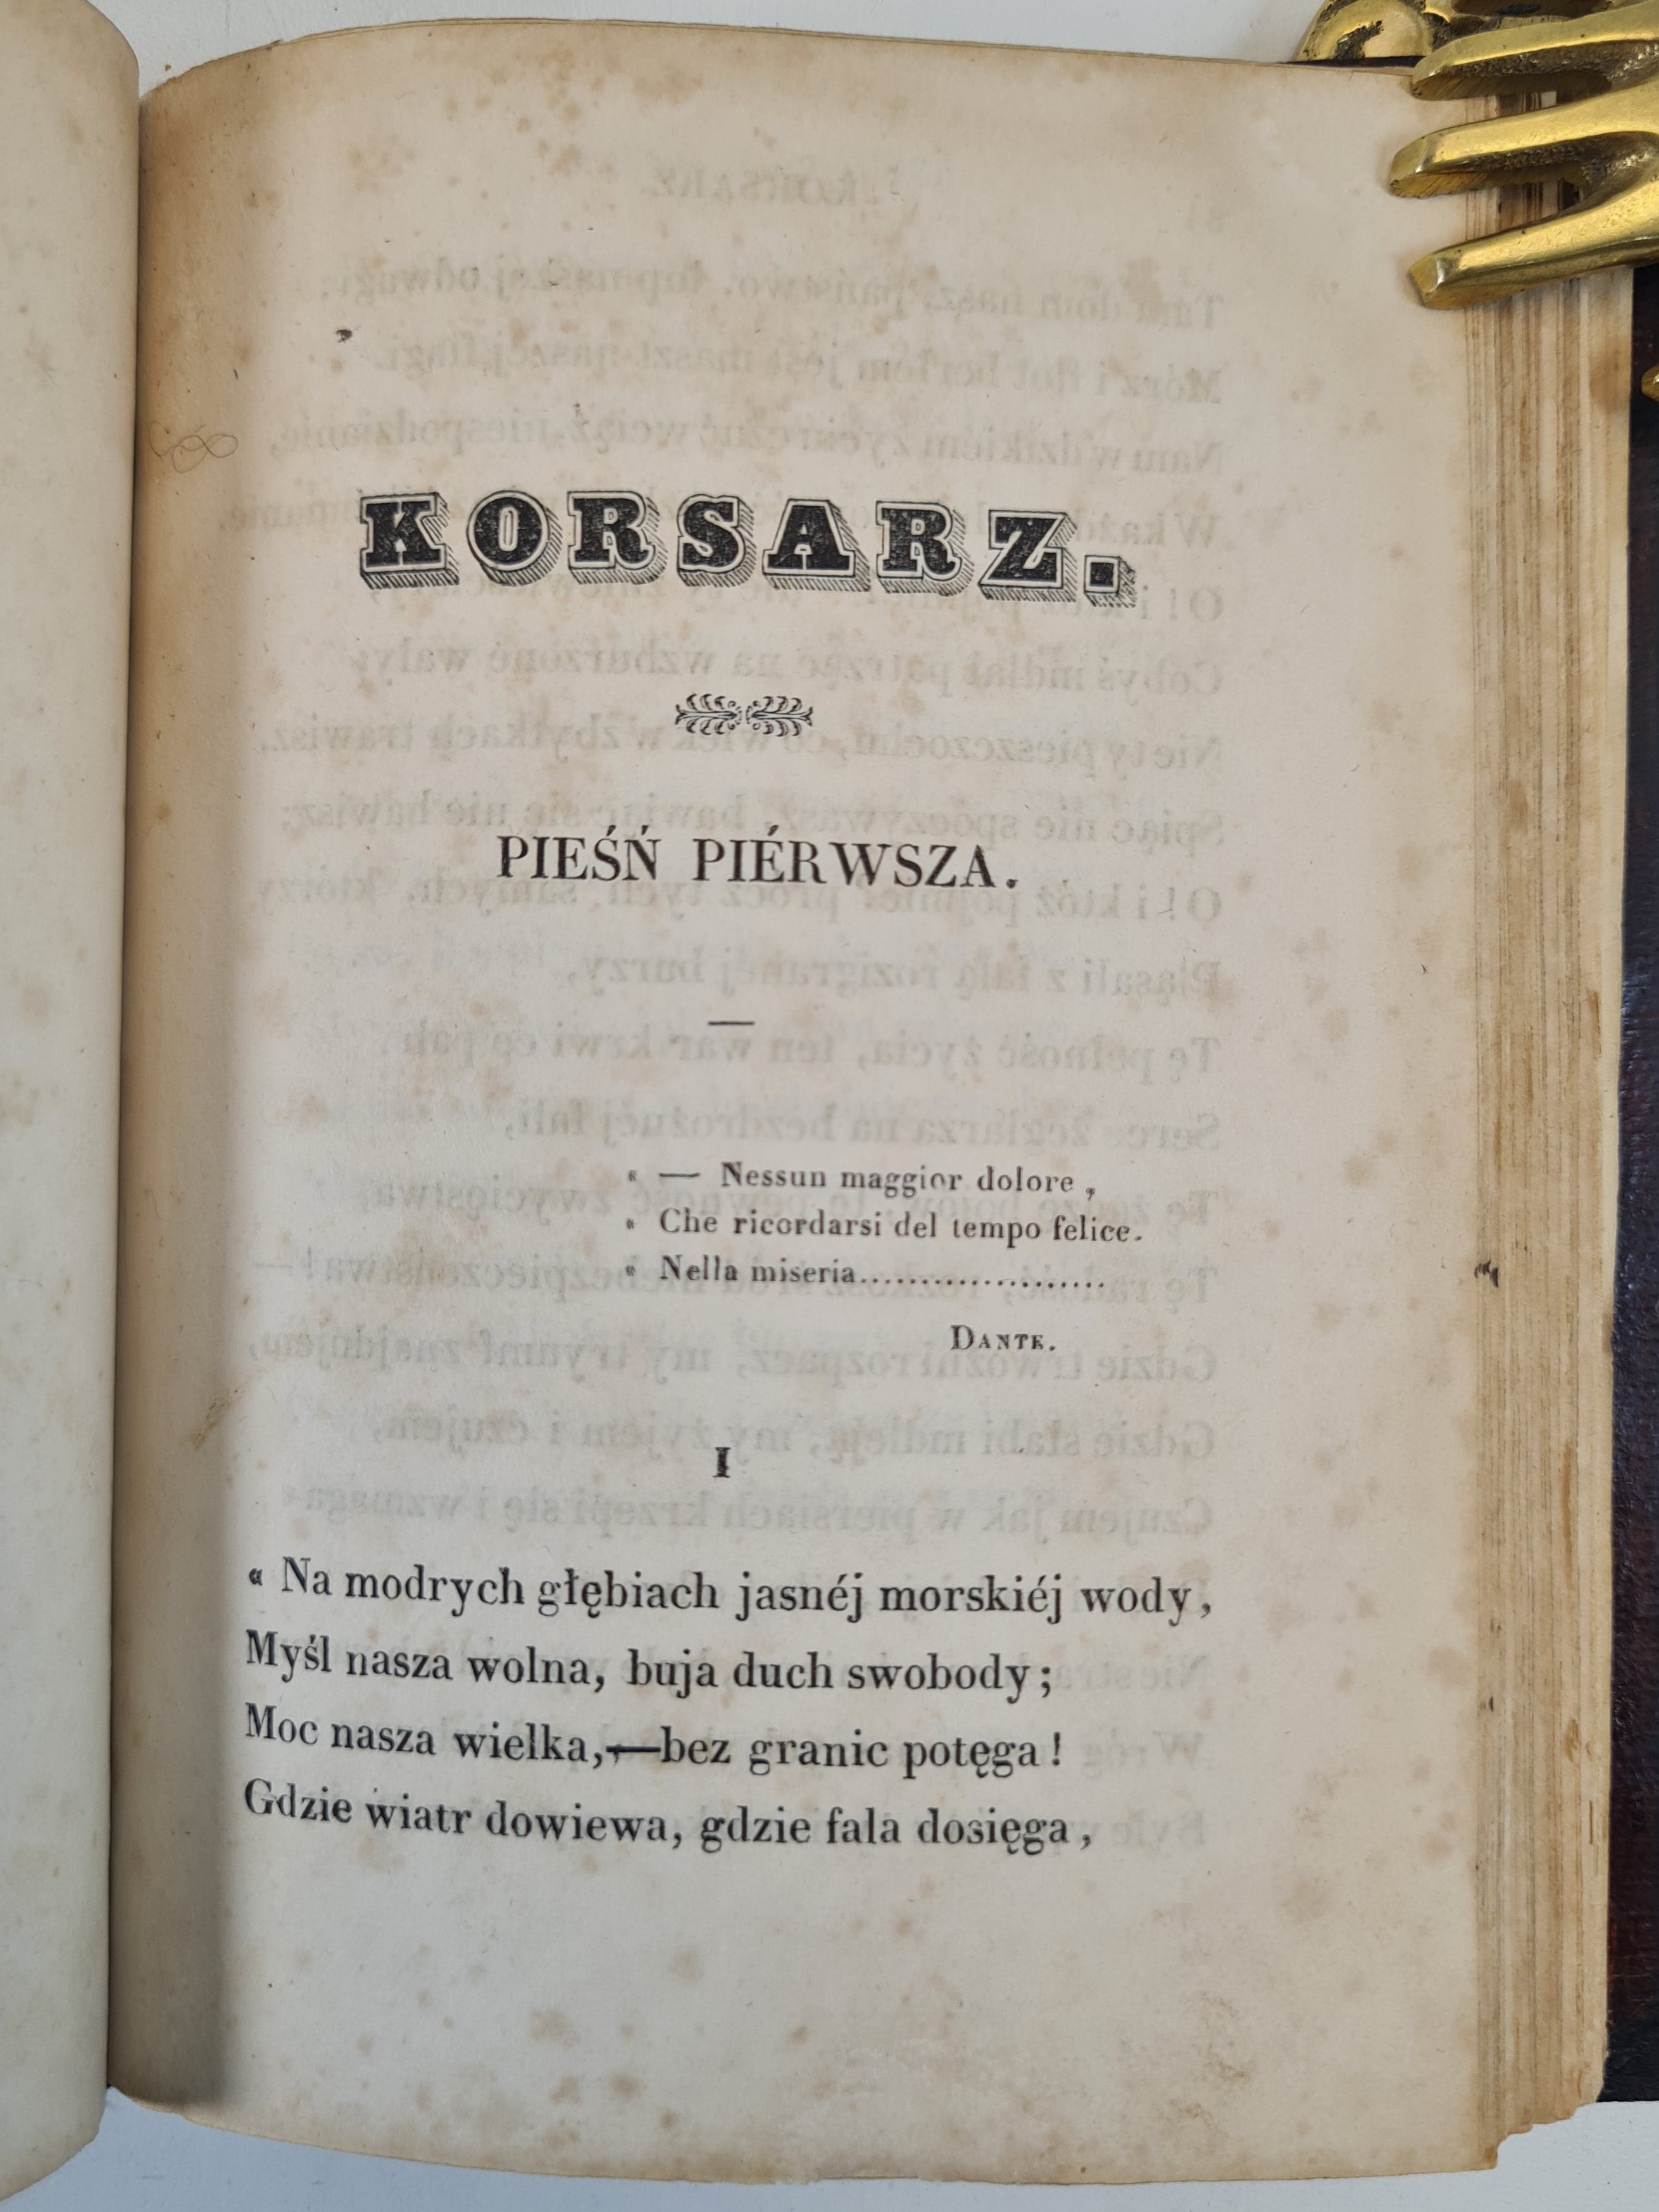 KORSARZ.
PIEŚŃ PIÉRWSZA.
—
« — Nessun maggior dolore,
« Che ricordarsi del tempo felice.
« Nella miseria.....................
DANTE.
I
« Na modrych głębiach jasnéj morskiéj wody,
Myśl nasza wolna, buja duch swobody;
Moc nasza wielka,—bez granic potęga!
Gdzie wiatr dowiewa, gdzie fala dosięga,